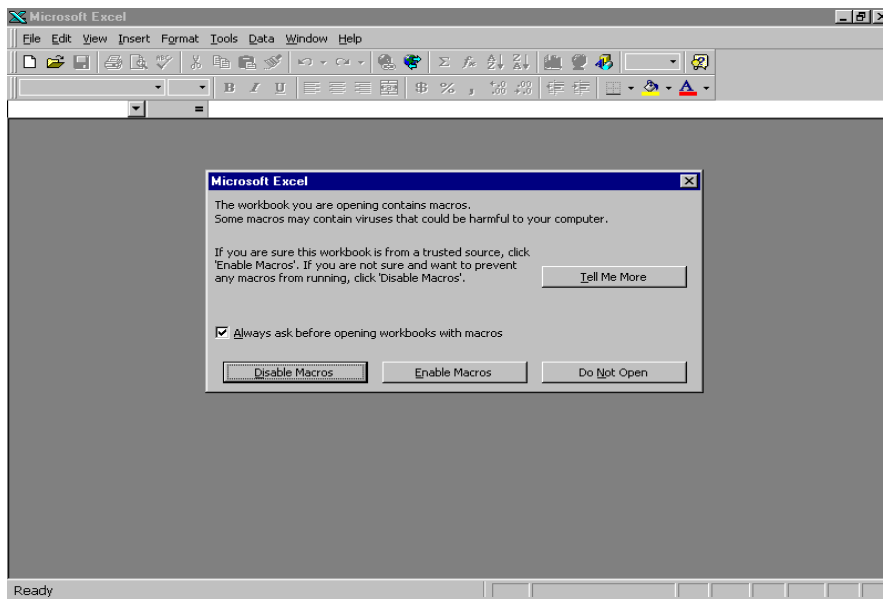 Microsoft Excel
File Edit View Insert Format Tools Data Window Help
B I U $ % ,
=
Microsoft Excel
The workbook you are opening contains macros.
Some macros may contain viruses that could be harmful to your computer.
If you are sure this workbook is from a trusted source, click
'Enable Macros'. If you are not sure and want to prevent
any macros from running, click 'Disable Macros'.
Tell Me More
Always ask before opening workbooks with macros
Disable Macros Enable Macros Do Not Open
Ready